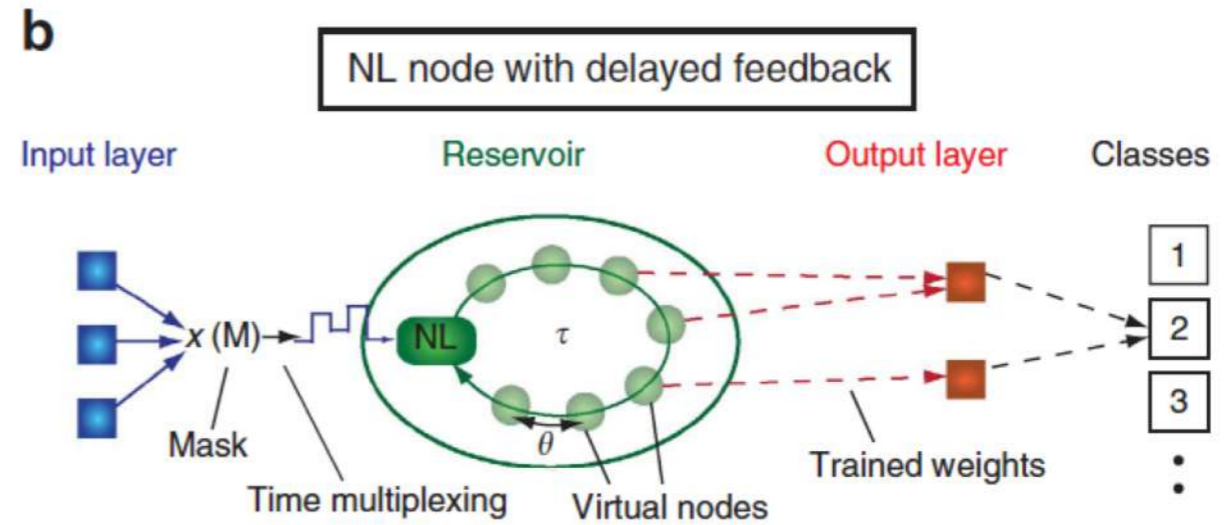 b
NL node with delayed feedback
Input layer
Reservoir
Output layer
Classes
x (M)
NL
τ
θ
1
2
3
Mask
Time multiplexing
Virtual nodes
Trained weights